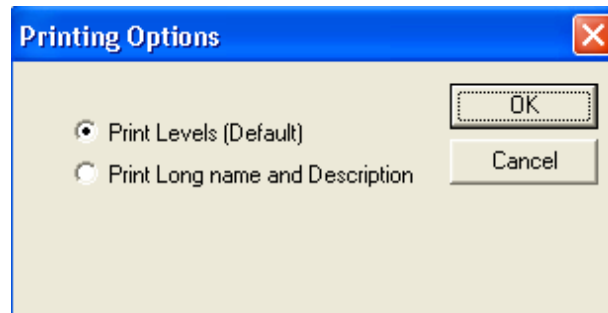 Printing Options
OK
Print Levels (Default)
Cancel
Print Long name and Description